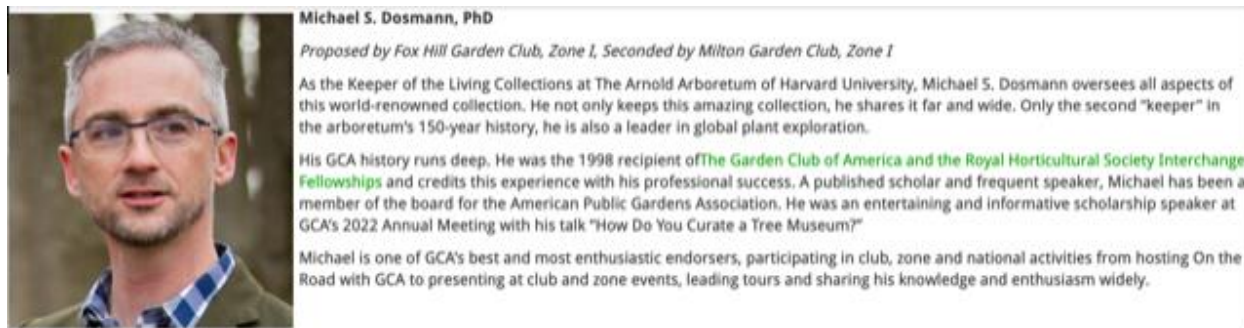 Michael S. Dosmann, PhD
Proposed by Fox Hill Garden Club, Zone I, Seconded by Milton Garden Club, Zone I
As the Keeper of the Living Collections at The Arnold Arboretum of Harvard University, Michael S. Dosmann oversees all aspects of
this world-renowned collection. He not only keeps this amazing collection, he shares it far and wide. Only the second "keeper" in
the arboretum's 150-year history, he is also a leader in global plant exploration.
His GCA history runs deep. He was the 1998 recipient ofThe Garden Club of America and the Royal Horticultural Society Interchange
Fellowships and credits this experience with his professional success. A published scholar and frequent speaker, Michael has been a
member of the board for the American Public Gardens Association. He was an entertaining and informative scholarship speaker at
GCA's 2022 Annual Meeting with his talk "How Do You Curate a Tree Museum?"
Michael is one of GCA's best and most enthusiastic endorsers, participating in club, zone and national activities from hosting On the
Road with GCA to presenting at club and zone events, leading tours and sharing his knowledge and enthusiasm widely.